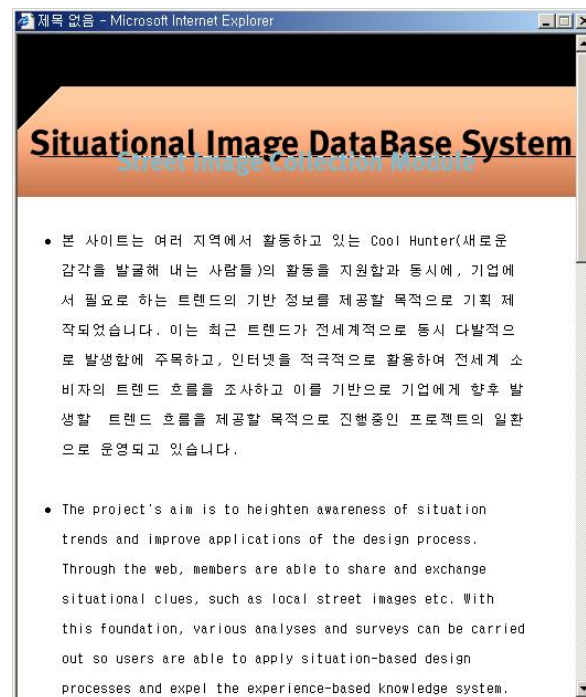 제목 없음 - Microsoft Internet Explorer
Situational Image DataBase System
Street Image Collection Module
• 본 사이트는 여러 지역에서 활동하고 있는 Cool Hunter(새로운
감각을 발굴해 내는 사람들)의 활동을 지원함과 동시에, 기업에
서 필요로 하는 트렌드의 기반 정보를 제공할 목적으로 기획 제
작되었습니다. 이는 최근 트렌드가 전세계적으로 동시 다발적으
로 발생함에 주목하고, 인터넷을 적극적으로 활용하여 전세계 소
비자의 트렌드 흐름을 조사하고 이를 기반으로 기업에게 향후 발
생할 트렌드 흐름을 제공할 목적으로 진행중인 프로젝트의 일환
으로 운영되고 있습니다.
• The project's aim is to heighten awareness of situation
trends and improve applications of the design process.
Through the web, members are able to share and exchange
situational clues, such as local street images etc. With
this foundation, various analyses and surveys can be carried
out so users are able to apply situation-based design
processes and expel the experience-based knowledge system.